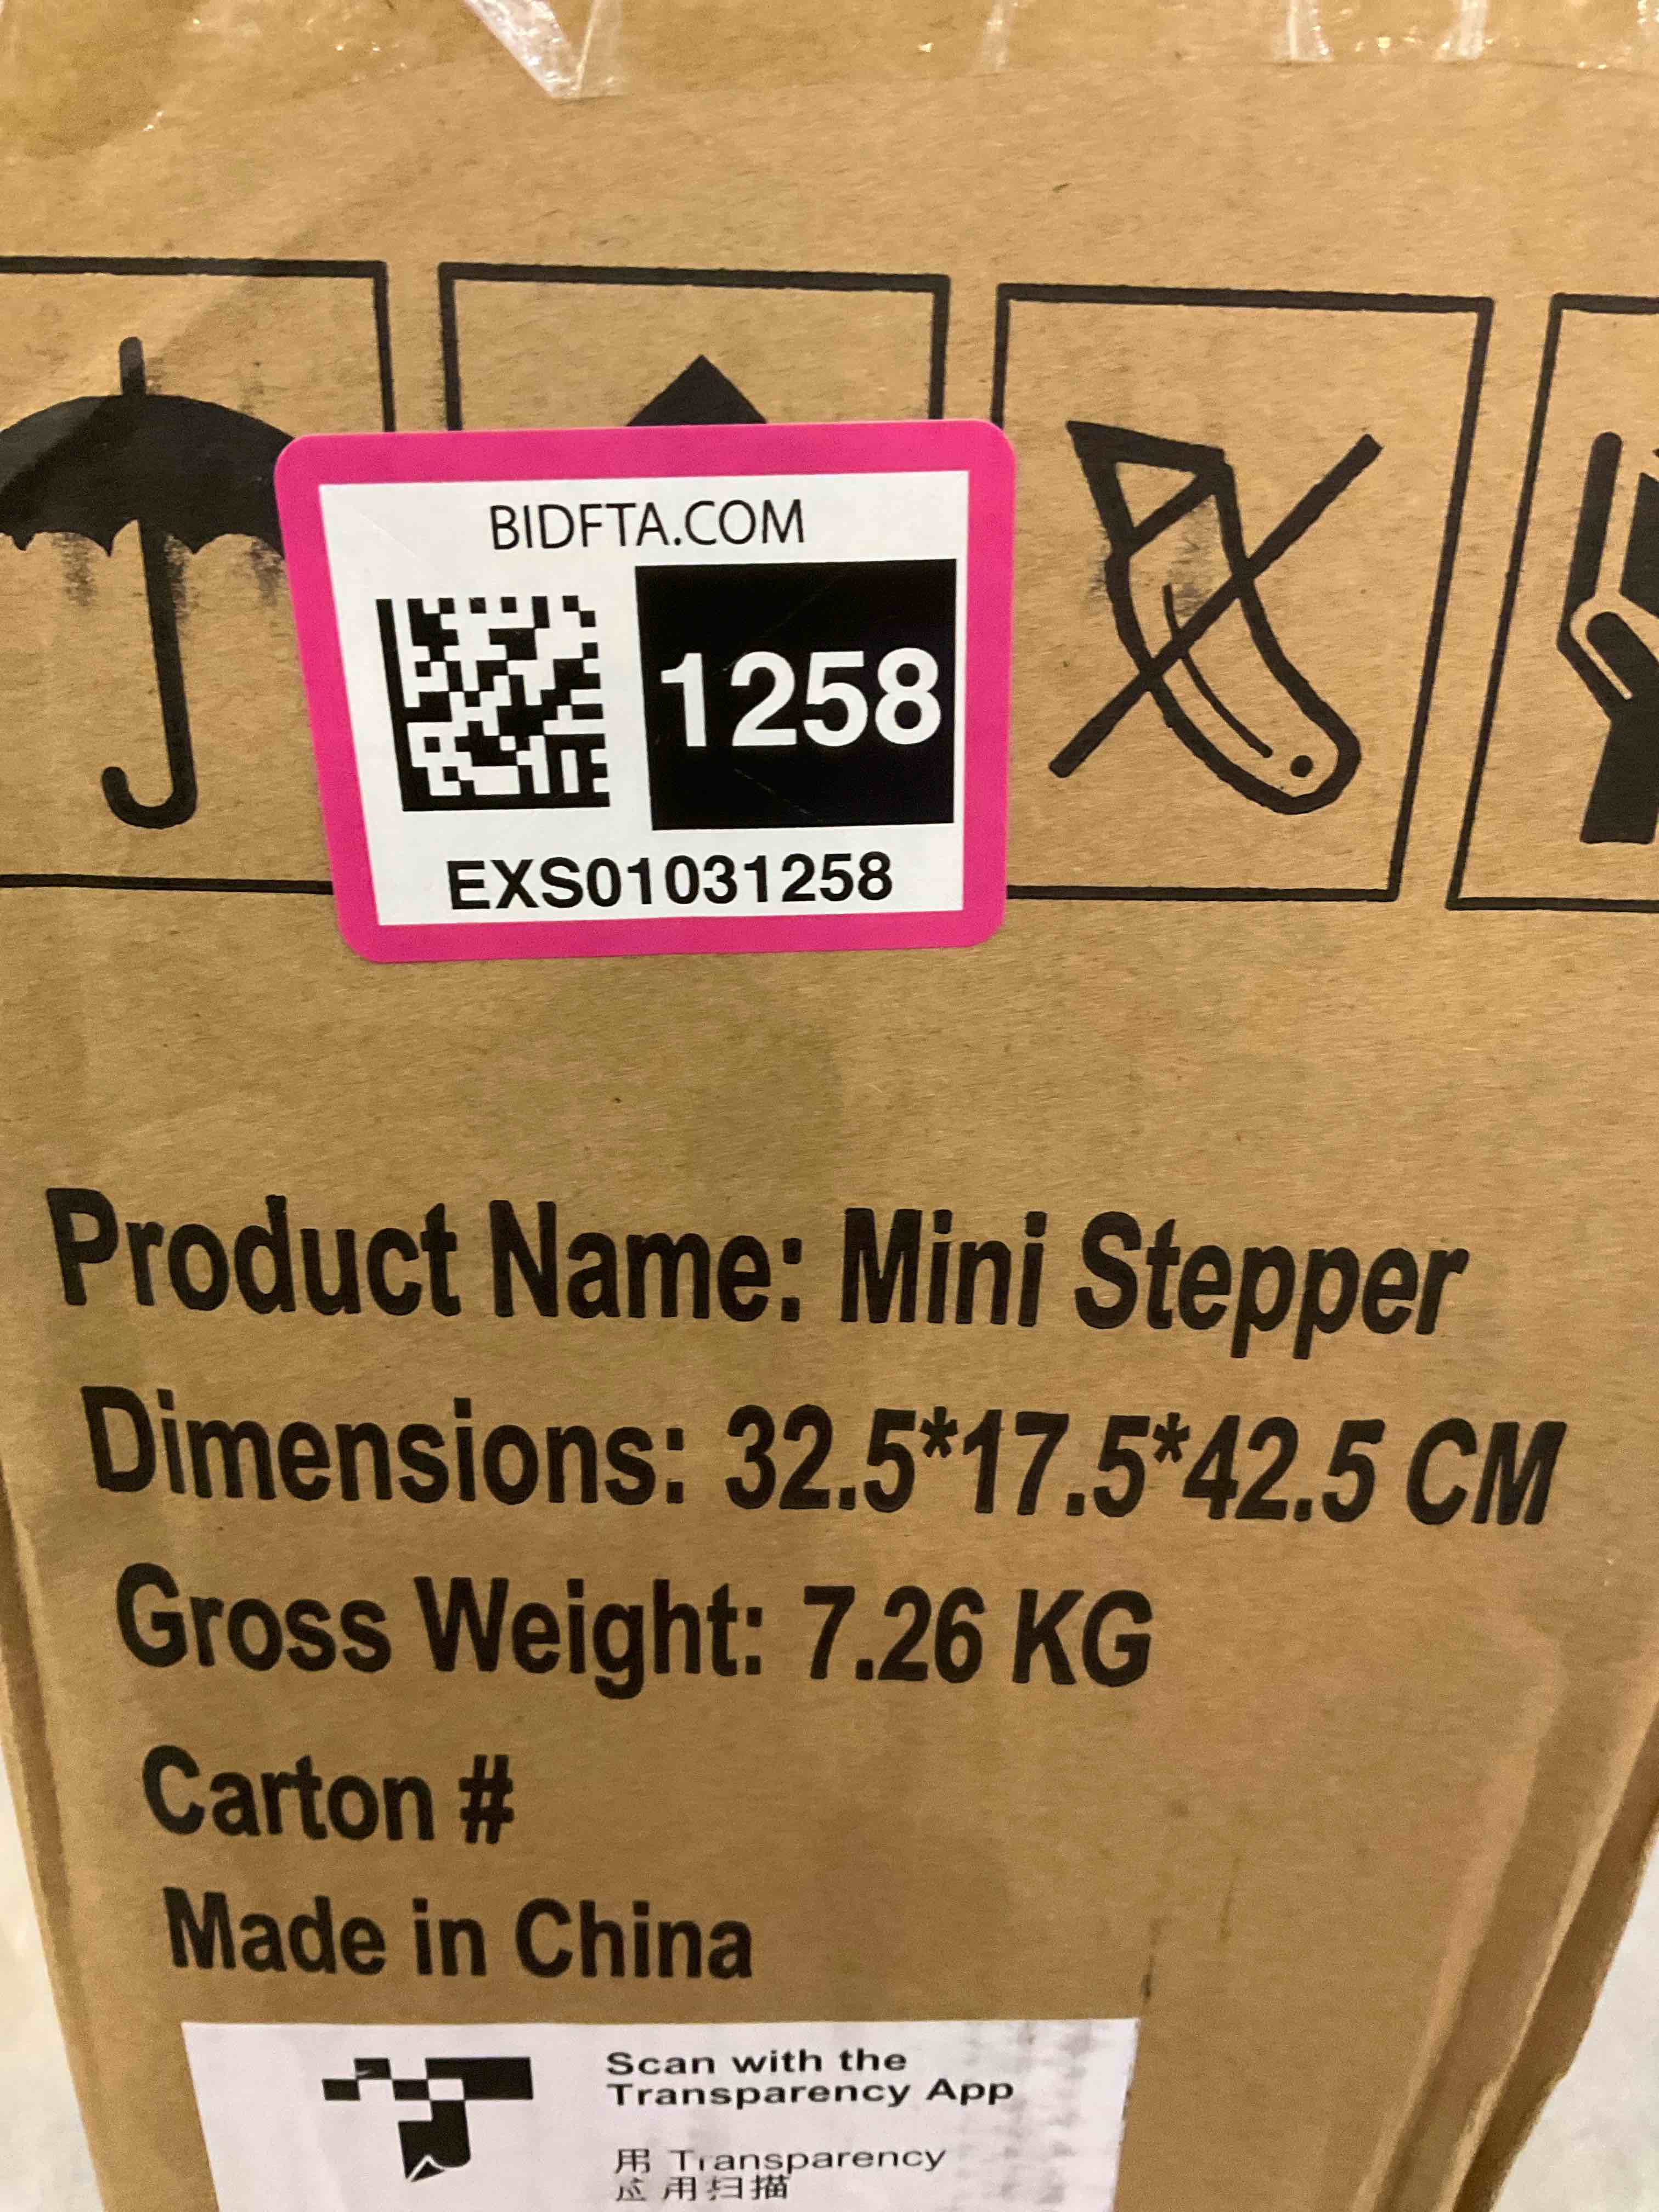 BIDFTA.COM
1258
EXS01031258
Product Name: Mini Stepper
Dimensions: 32.5*17.5*42.5 CM
Gross Weight: 7.26 KG
Carton #
Made in China
Scan with the
Transparency App
用 Transparency
应用扫描